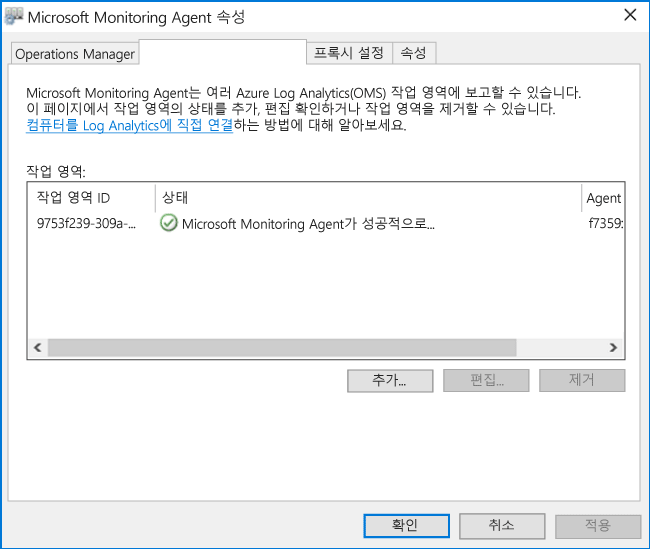 Microsoft Monitoring Agent 속성
Operations Manager
프록시 설정
속성
Microsoft Monitoring Agent는 여러 Azure Log Analytics(OMS) 작업 영역에 보고할 수 있습니다.
이 페이지에서 작업 영역의 상태를 추가, 편집 확인하거나 작업 영역을 제거할 수 있습니다.
컴퓨터를 Log Analytics에 직접 연결하는 방법에 대해 알아보세요.
작업 영역:
작업 영역 ID 상태 Agent
9753f239-309a-... Microsoft Monitoring Agent가 성공적으로... f7359:
추가... 편집... 제거
확인 취소 적용